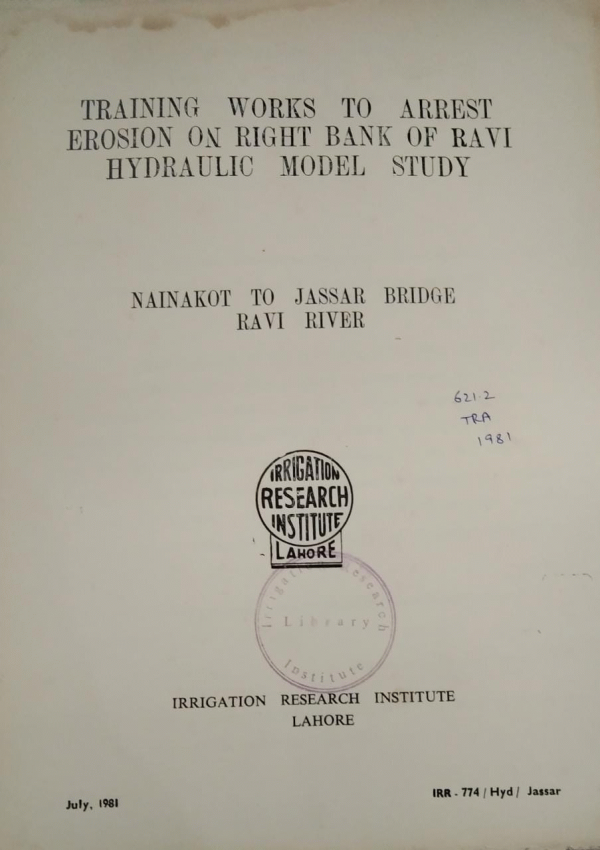 TRAINING WORKS TO ARREST
EROSION ON RIGHT BANK OF RAVI
HYDRAULIC MODEL STUDY
NAINAKOT TO JASSAR BRIDGE
RAVI RIVER
621.2
TRA
1981
IRRIGATION
RESEARCH
INSTITUTE
LAHORE
Irrigation Research
Library
Institute
IRRIGATION RESEARCH INSTITUTE
LAHORE
July, 1981
IRR - 774 / Hyd / Jassar